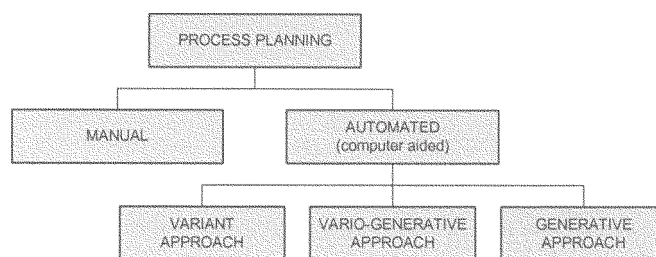 PROCESS PLANNING
MANUAL
AUTOMATED
(computer aided)
VARIANT
APPROACH
VARIO-GENERATIVE
APPROACH
GENERATIVE
APPROACH